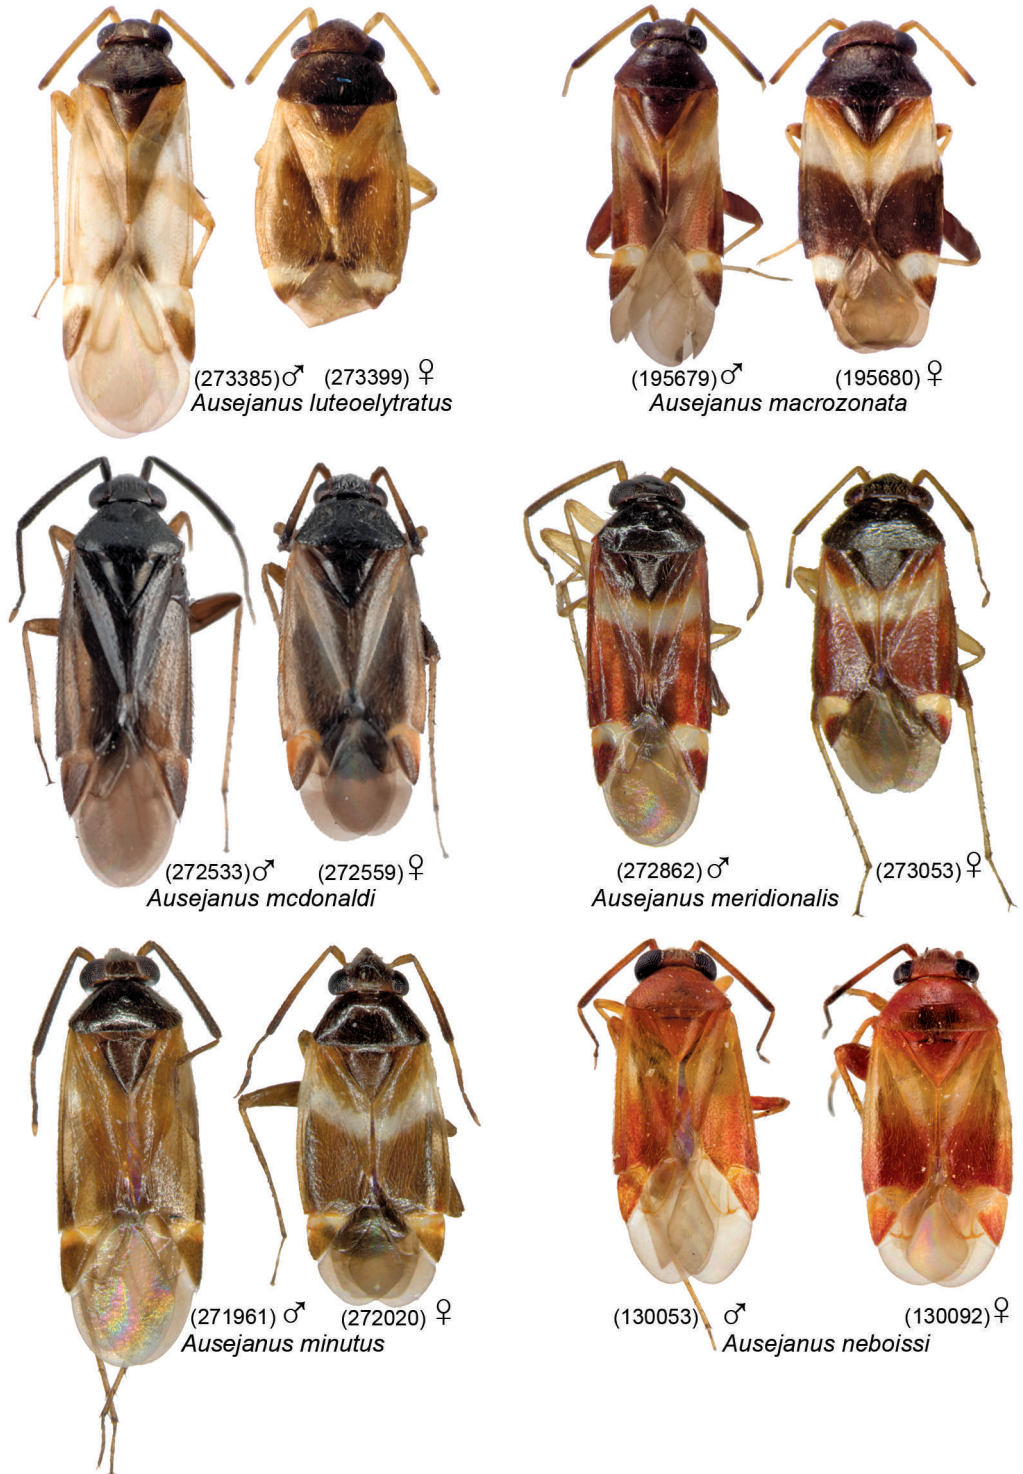 (273385)♂ (273399) ♀
Ausejanus luteoelytratus
(195679) ♂ (195680) ♀
Ausejanus macrozonata
(272533)♂ (272559) ♀
Ausejanus mcdonaldi
(272862) ♂ (273053) ♀
Ausejanus meridionalis
(271961) ♂ (272020) ♀
Ausejanus minutus
(130053) ♂ (130092)♀
Ausejanus neboissi